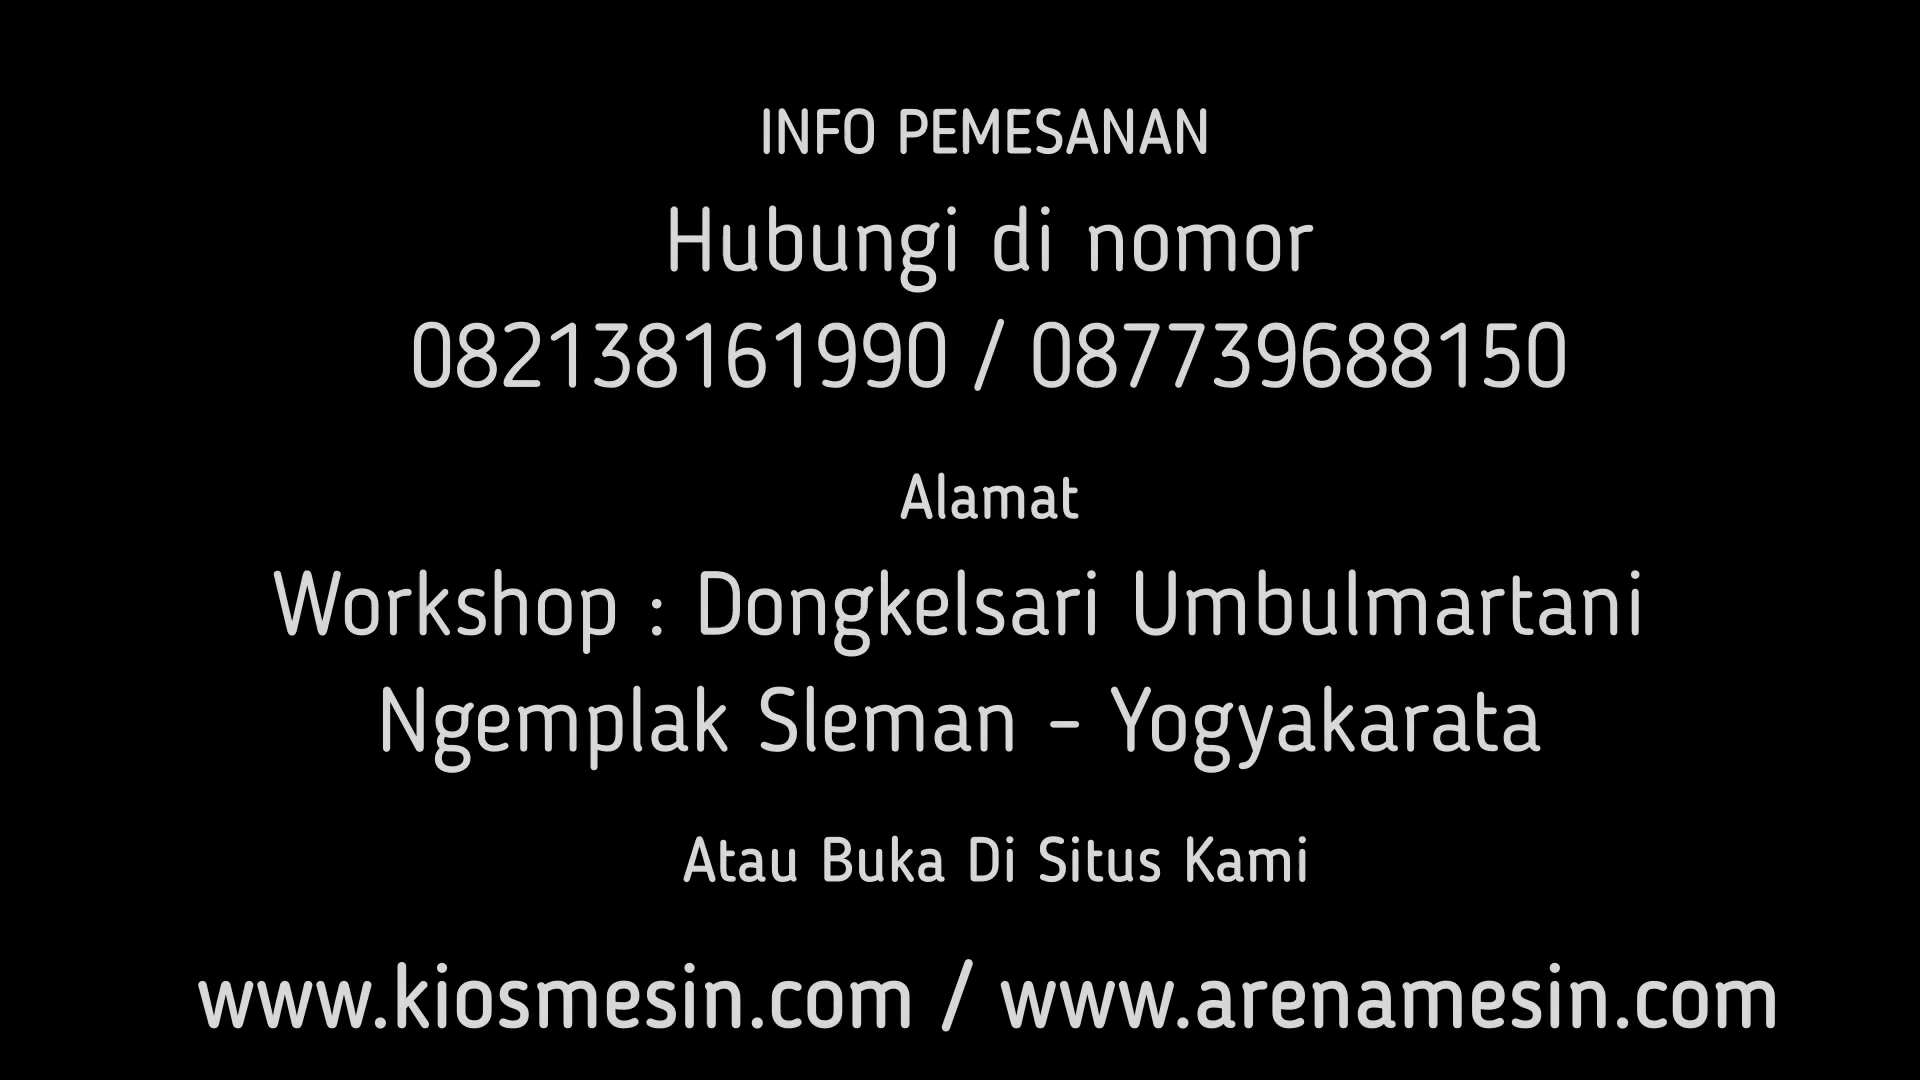 INFO PEMESANAN
Hubungi di nomor
082138161990 / 087739688150
Alamat
Workshop : Dongkelsari Umbulmartani
Ngemplak Sleman - Yogyakarata
Atau Buka Di Situs Kami
www.kiosmesin.com / www.arenamesin.com